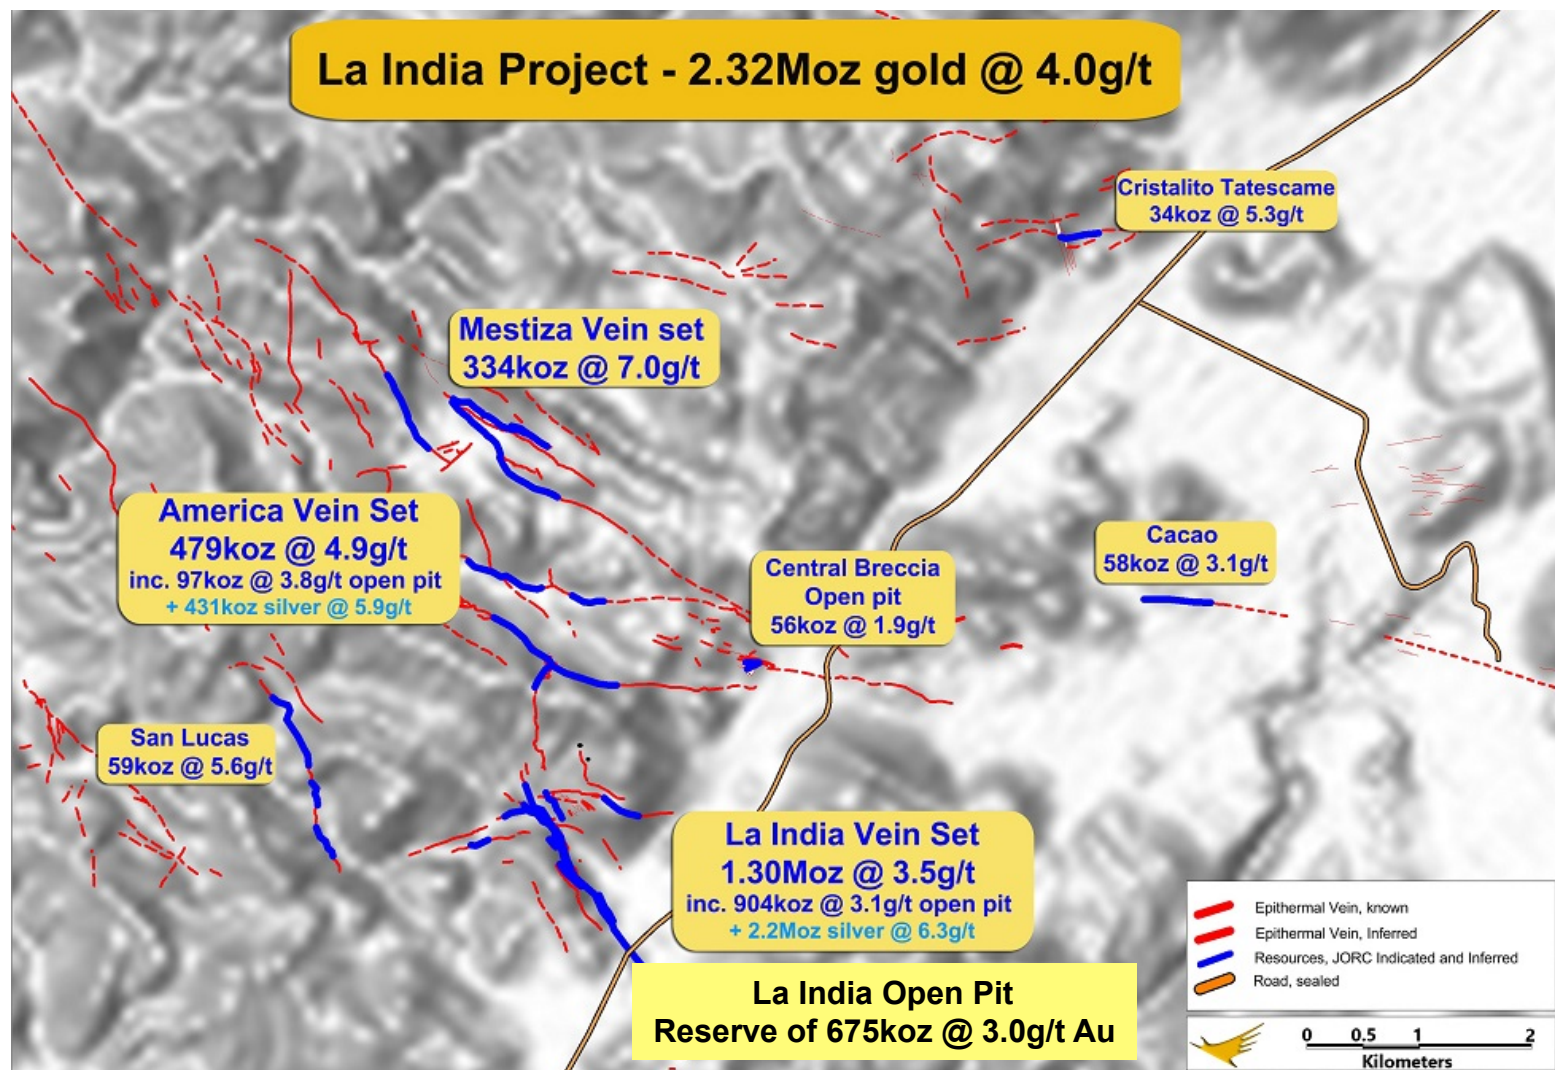 La India Project - 2.32Moz gold @ 4.0g/t
Cristalito Tatescame
34koz @ 5.3g/t
Mestiza Vein set
334koz @ 7.0g/t
America Vein Set
479koz @ 4.9g/t
inc. 97koz @ 3.8g/t open pit
+ 431koz silver @ 5.9g/t
Central Breccia
Open pit
56koz @ 1.9g/t
Cacao
58koz @ 3.1g/t
San Lucas
59koz @ 5.6g/t
La India Vein Set
1.30Moz @ 3.5g/t
inc. 904koz @ 3.1g/t open pit
+ 2.2Moz silver @ 6.3g/t
La India Open Pit
Reserve of 675koz @ 3.0g/t Au
Epithermal Vein, known
Epithermal Vein, Inferred
Resources, JORC Indicated and Inferred
Road, sealed
0 0.5 1 2
Kilometers